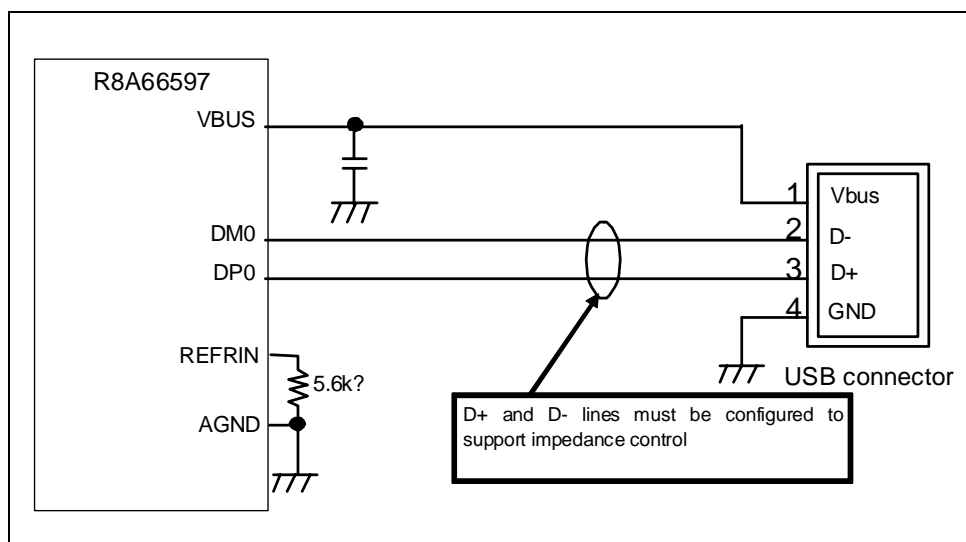 R8A66597
VBUS
DM0
DP0
REFRIN
5.6k?
AGND
1 Vbus
2 D-
3 D+
4 GND
USB connector
D+ and D- lines must be configured to
support impedance control